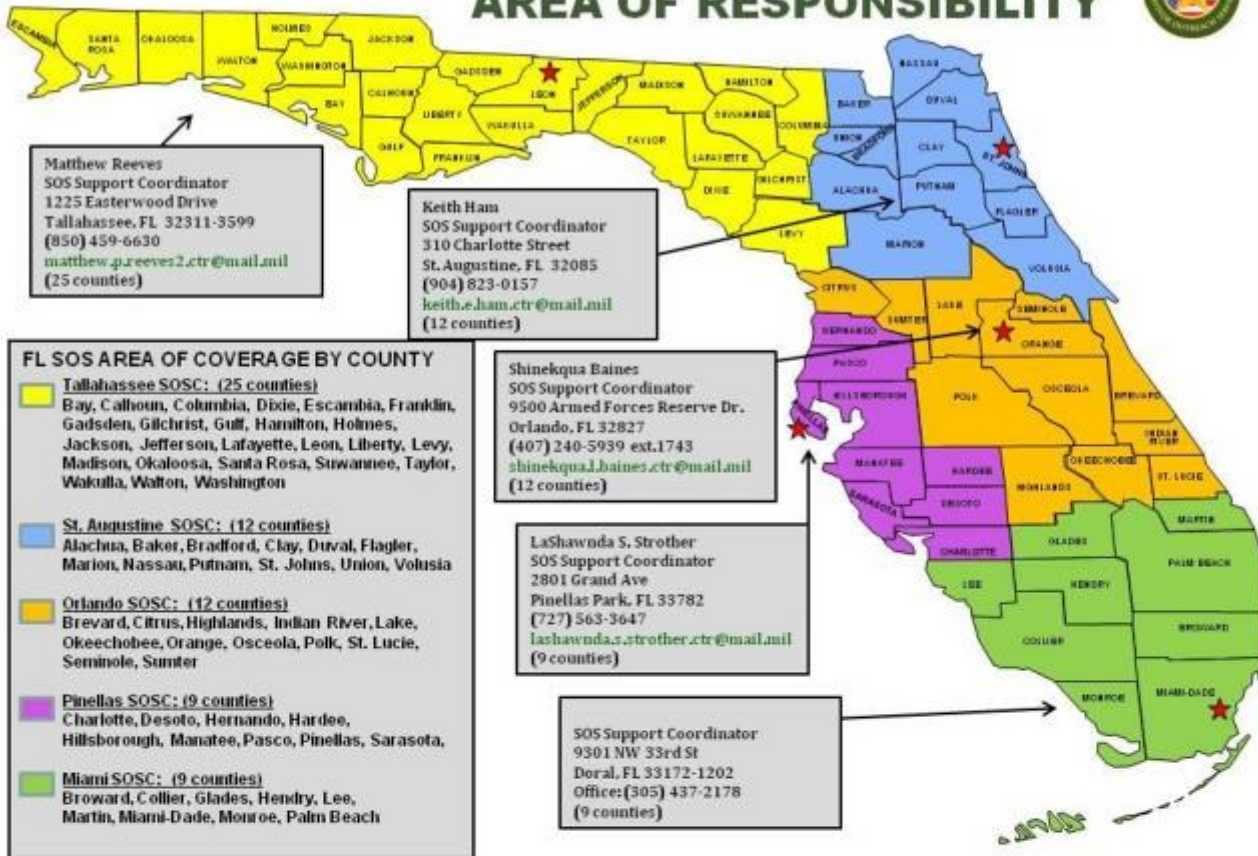 AREA OF RESPONSIBILITY
ESCAMBIA
SANTA
ROSA
OKALOOSA
WALTON
HOLMES
WASHINGTON
JACKSON
BAY
CALHOUN
GULF
GADSDEN
LIBERTY
FRANKLIN
LEON
WAKULLA
JEFFERSON
MADISON
TAYLOR
HAMILTON
SUWANNEE
LAFAYETTE
DIXIE
COLUMBIA
GILCHRIST
LEVY
NASSAU
BAKER
DUVAL
UNION
BRADFORD
CLAY
ST. JOHNS
ALACHUA
PUTNAM
FLAGLER
MARION
VOLUSIA
CITRUS
SUMTER
LAKE
SEMINOLE
ORANGE
HERNANDO
PASCO
HILLSBOROUGH
PINELLAS
POLK
OSCEOLA
BREVARD
INDIAN
RIVER
MANATEE
HARDEE
HIGHLANDS
OKEECHOBEE
ST. LUCIE
SARASOTA
DESOTO
CHARLOTTE
GLADES
MARTIN
LEE
HENDRY
PALM BEACH
COLLIER
BROWARD
MONROE
MIAMI-DADE
Matthew Reeves
SOS Support Coordinator
1225 Easterwood Drive
Tallahassee, FL 32311-3599
(850) 459-6630
matthew.p.reeves2.ctr@mail.mil
(25 counties)
Keith Ham
SOS Support Coordinator
310 Charlotte Street
St. Augustine, FL 32085
(904) 823-0157
keith.e.ham.ctr@mail.mil
(12 counties)
Shinekqua Baines
SOS Support Coordinator
9500 Armed Forces Reserve Dr.
Orlando, FL 32827
(407) 240-5939 ext.1743
shinekqua.l.baines.ctr@mail.mil
(12 counties)
LaShawnda S. Strother
SOS Support Coordinator
2801 Grand Ave
Pinellas Park, FL 33782
(727) 563-3647
lashawnda.s.strother.ctr@mail.mil
(9 counties)
SOS Support Coordinator
9301 NW 33rd St
Doral, FL 33172-1202
Office: (305) 437-2178
(9 counties)
FL SOS AREA OF COVERAGE BY COUNTY
Tallahassee SOSC: (25 counties)
Bay, Calhoun, Columbia, Dixie, Escambia, Franklin,
Gadsden, Gilchrist, Gulf, Hamilton, Holmes,
Jackson, Jefferson, Lafayette, Leon, Liberty, Levy,
Madison, Okaloosa, Santa Rosa, Suwannee, Taylor,
Wakulla, Walton, Washington
St. Augustine SOSC: (12 counties)
Alachua, Baker, Bradford, Clay, Duval, Flagler,
Marion, Nassau, Putnam, St. Johns, Union, Volusia
Orlando SOSC: (12 counties)
Brevard, Citrus, Highlands, Indian River, Lake,
Okeechobee, Orange, Osceola, Polk, St. Lucie,
Seminole, Sumter
Pinellas SOSC: (9 counties)
Charlotte, Desoto, Hernando, Hardee,
Hillsborough, Manatee, Pasco, Pinellas, Sarasota,
Miami SOSC: (9 counties)
Broward, Collier, Glades, Hendry, Lee,
Martin, Miami-Dade, Monroe, Palm Beach